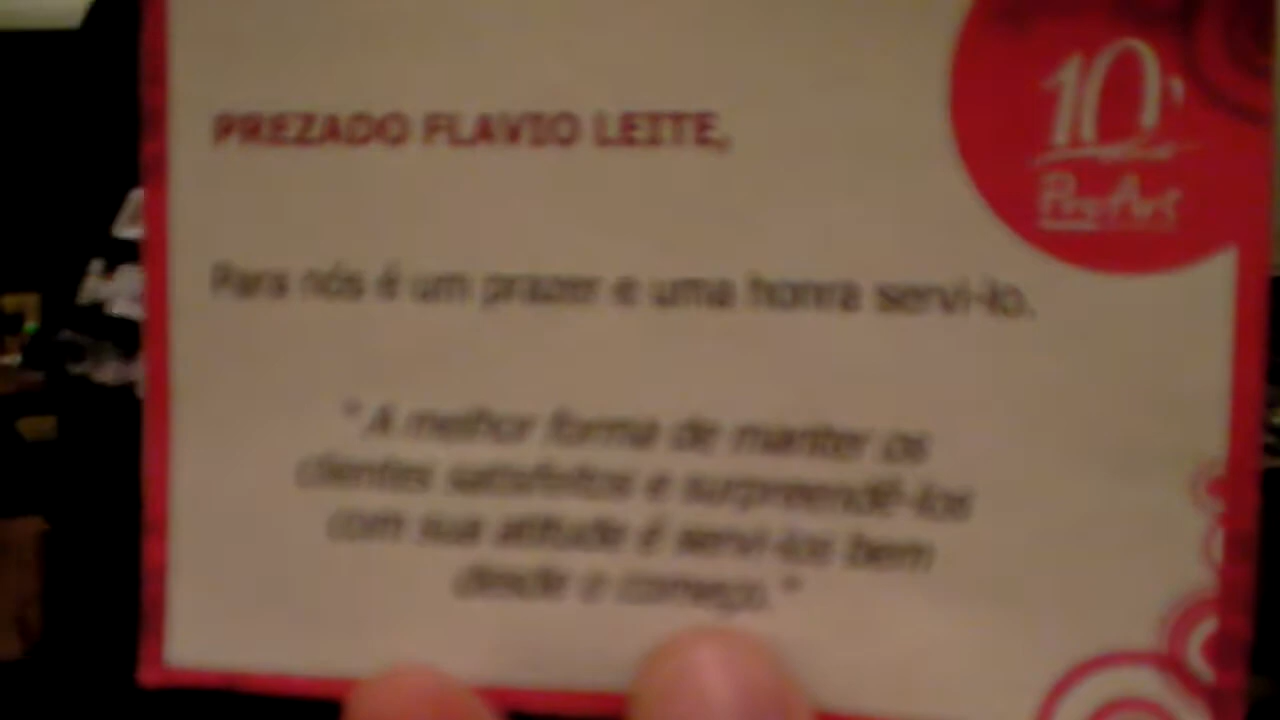 PREZADO FLAVIO LEITE,
10
Para nós é um prazer e uma honra servi-lo.
" A melhor forma de manter os
clientes satisfeitos e surpreendê-los
com sua atitude é servi-los bem
desde o começo. "